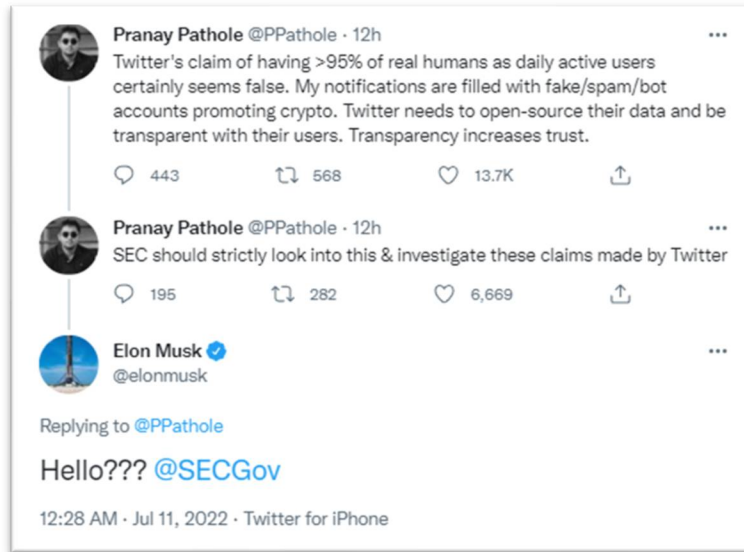 Pranay Pathole @PPathole · 12h
Twitter's claim of having >95% of real humans as daily active users
certainly seems false. My notifications are filled with fake/spam/bot
accounts promoting crypto. Twitter needs to open-source their data and be
transparent with their users. Transparency increases trust.
443 568 13.7K
Pranay Pathole @PPathole · 12h
SEC should strictly look into this & investigate these claims made by Twitter
195 282 6,669
Elon Musk
@elonmusk
Replying to @PPathole
Hello??? @SECGov
12:28 AM · Jul 11, 2022 · Twitter for iPhone